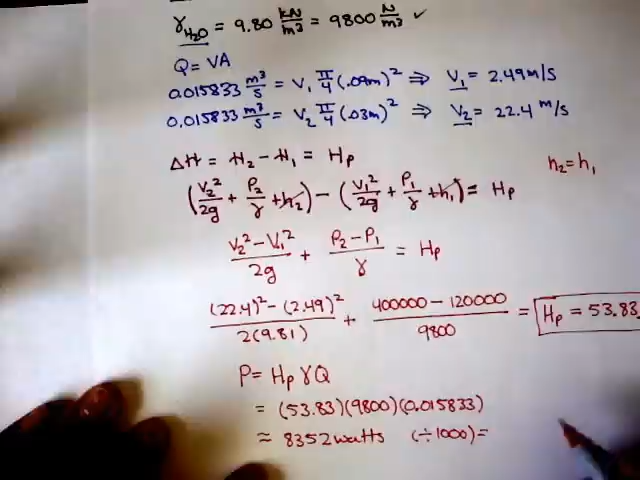 γH₂O = 9.80 kN/m³ = 9800 N/m³ ✓
Q = VA
0.015833 m³/s = V₁ π/4 (.09m)² ⇒ V₁ = 2.49 m/s
0.015833 m³/s = V₂ π/4 (.03m)² ⇒ V₂ = 22.4 m/s
ΔH = H₂ − H₁ = Hp
h₂ = h₁
(V₂²/2g + P₂/γ + h₂) − (V₁²/2g + P₁/γ + h₁) = Hp
(V₂² − V₁²)/2g + (P₂ − P₁)/γ = Hp
((22.4)² − (2.49)²)/2(9.81) + (400000 − 120000)/9800 = Hp = 53.83
P = Hp γ Q
= (53.83)(9800)(0.015833)
≈ 8352 watts (÷1000) =